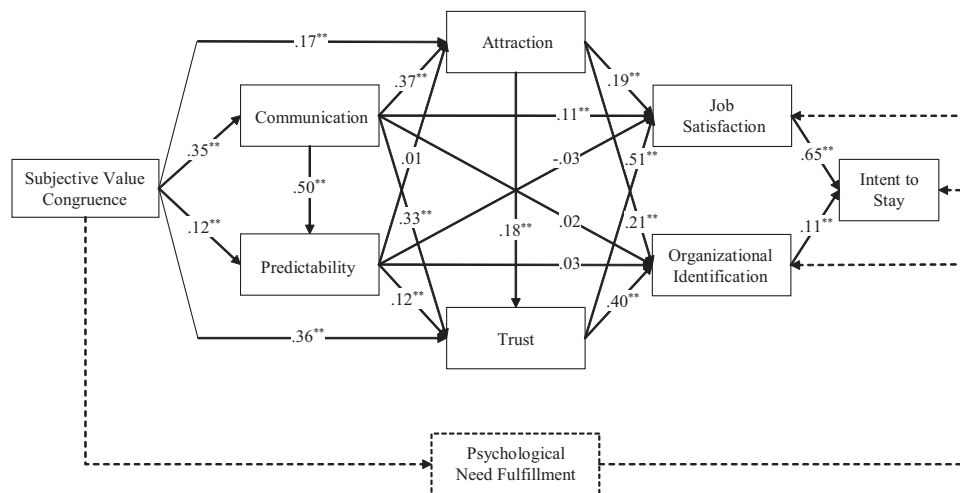 Attraction
.17**
.37**
.19**
Communication
.11**
Job
Satisfaction
.35**
.01
-.03
.51**
.65**
Subjective Value
Congruence
.50**
Intent to
Stay
.12**
.33**
.18**
.02
.21**
.11**
Predictability
.03
Organizational
Identification
.12**
.40**
.36**
Trust
Psychological
Need Fulfillment